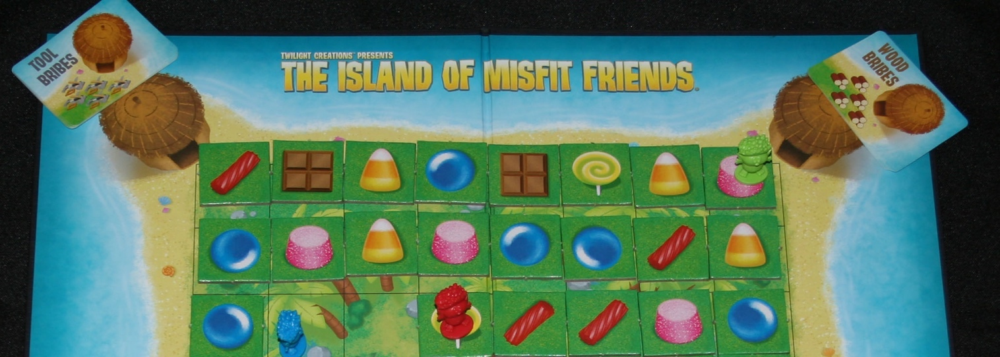 TOOL
BRIBES
TWILIGHT CREATIONS™ PRESENTS
THE ISLAND OF MISFIT FRIENDS
WOOD
BRIBES